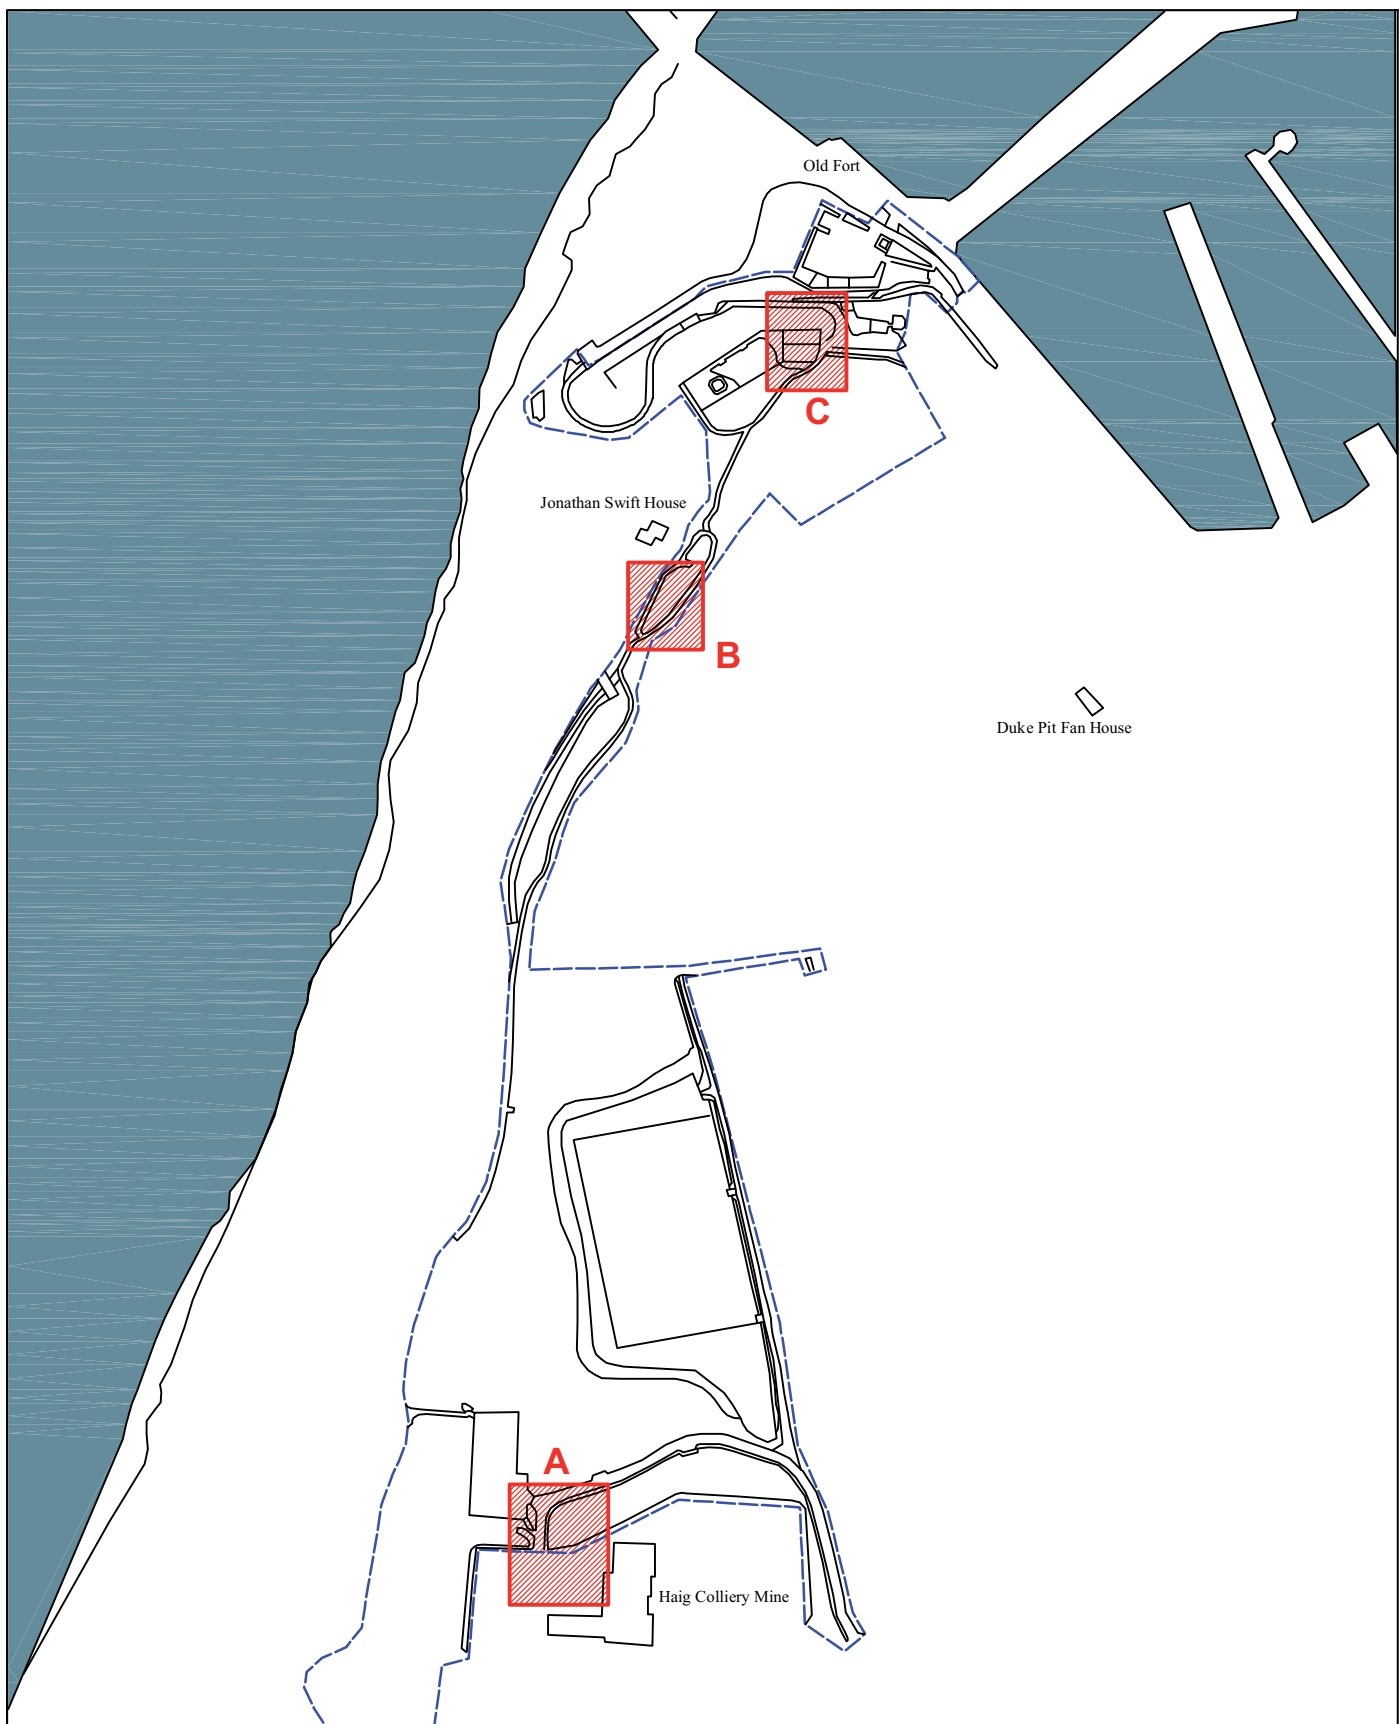 Old Fort
C
Jonathan Swift House
B
Duke Pit Fan House
A
Haig Colliery Mine